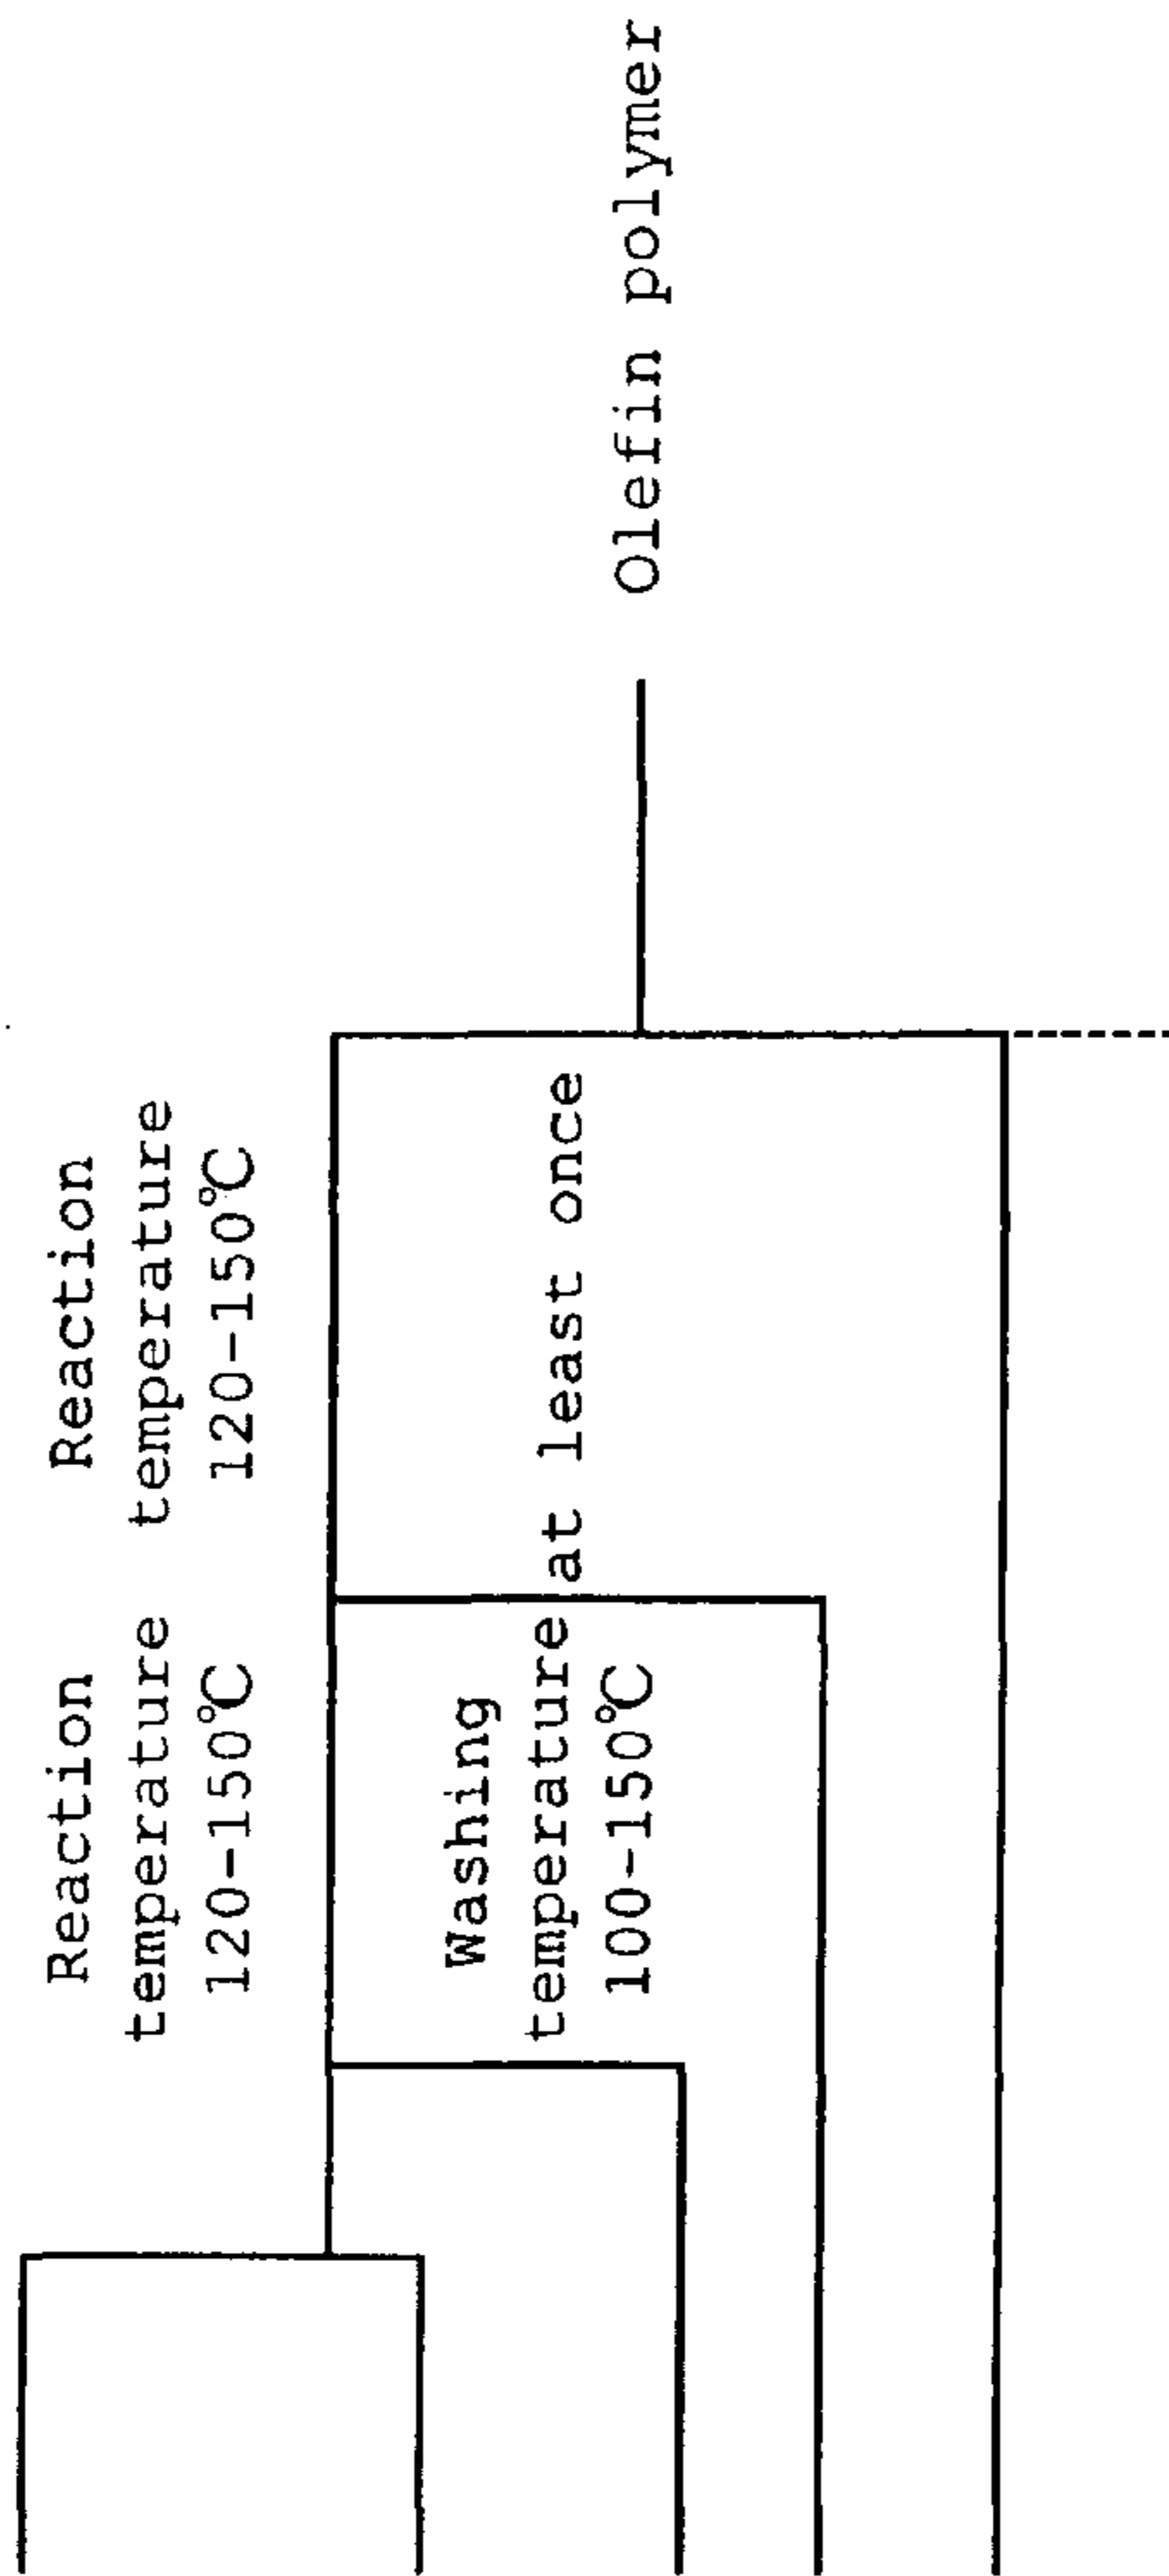 Reaction
temperature
120-150℃
Reaction
temperature
120-150℃
Washing
temperature at least once
100-150℃
Olefin polymer